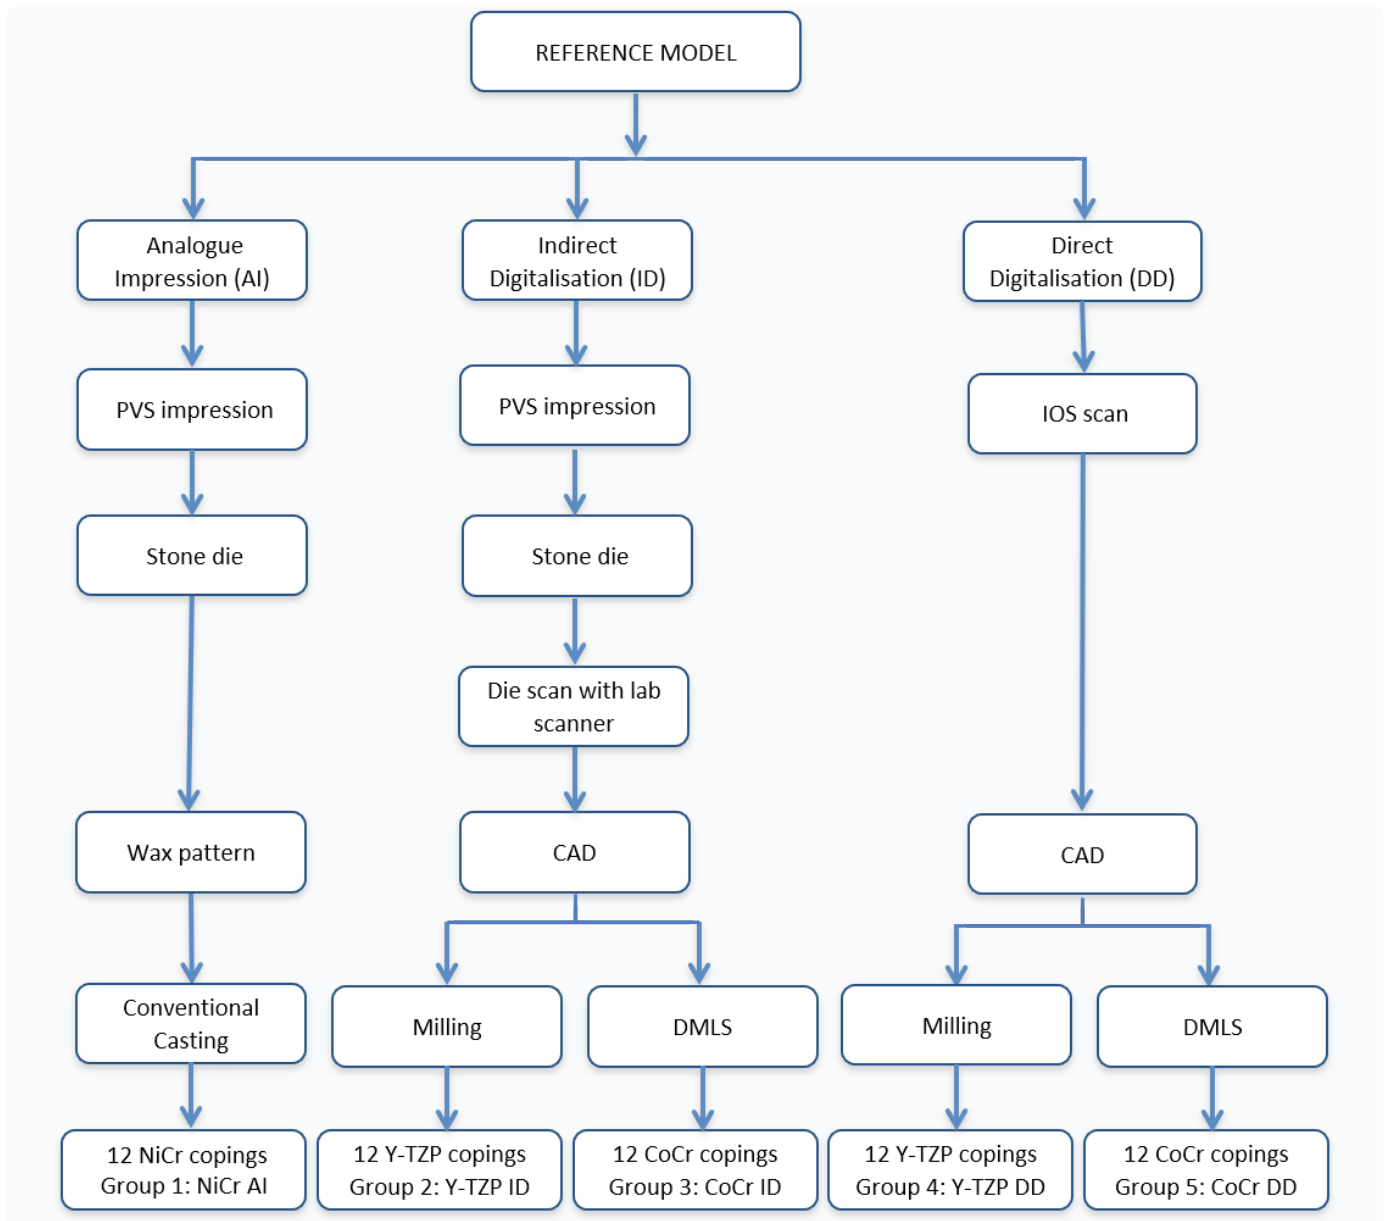 REFERENCE MODEL
Analogue
Impression (AI)
Indirect
Digitalisation (ID)
Direct
Digitalisation (DD)
PVS impression
PVS impression
IOS scan
Stone die
Stone die
Die scan with lab
scanner
Wax pattern
CAD
CAD
Conventional
Casting
Milling
DMLS
Milling
DMLS
12 NiCr copings
Group 1: NiCr AI
12 Y-TZP copings
Group 2: Y-TZP ID
12 CoCr copings
Group 3: CoCr ID
12 Y-TZP copings
Group 4: Y-TZP DD
12 CoCr copings
Group 5: CoCr DD